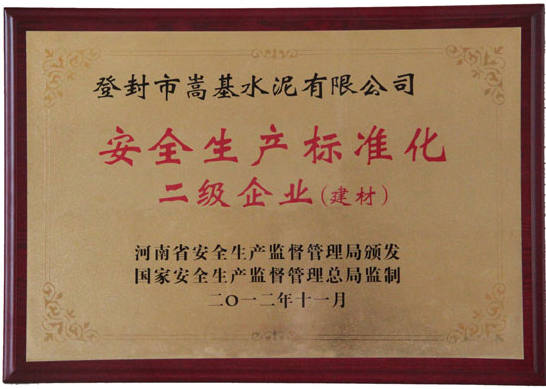 登封市嵩基水泥有限公司
安全生产标准化
二级企业(建材)
河南省安全生产监督管理局颁发
国家安全生产监督管理总局监制
二〇一二年十一月